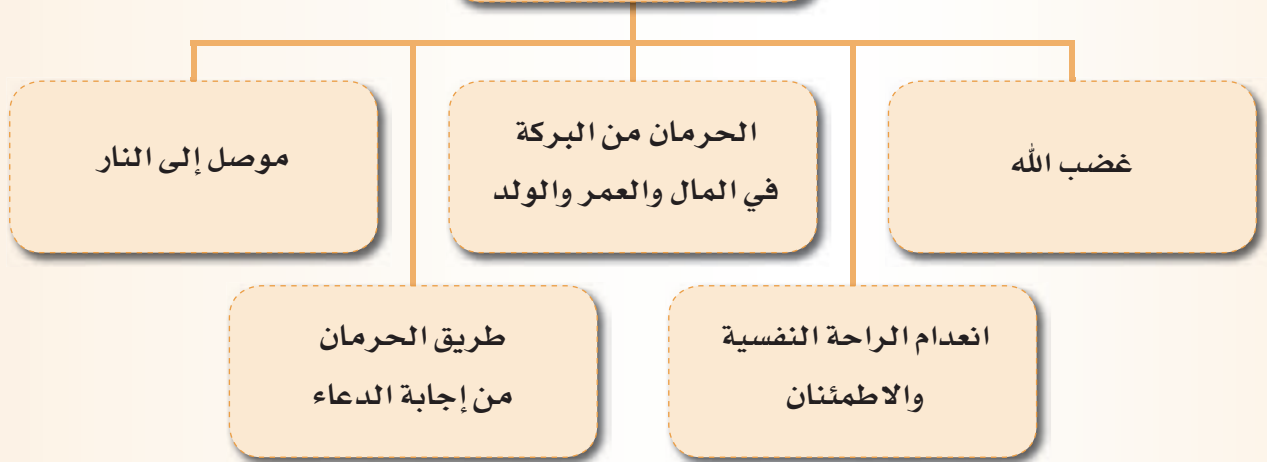 غضب الله
الحرمان من البركة
في المال والعمر والولد
موصل إلى النار
انعدام الراحة النفسية
والاطمئنان
طريق الحرمان
من إجابة الدعاء